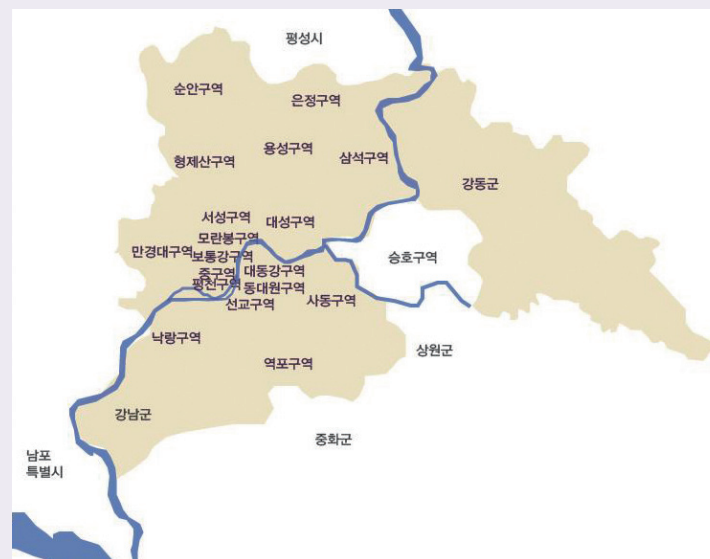 평성시
순안구역
은정구역
용성구역
형제산구역
삼석구역
강동군
서성구역
대성구역
모란봉구역
만경대구역
보통강구역
승호구역
대동강구역
중구역
평천구역
동대원구역
사동구역
선교구역
낙랑구역
상원군
역포구역
강남군
중화군
남포
특별시